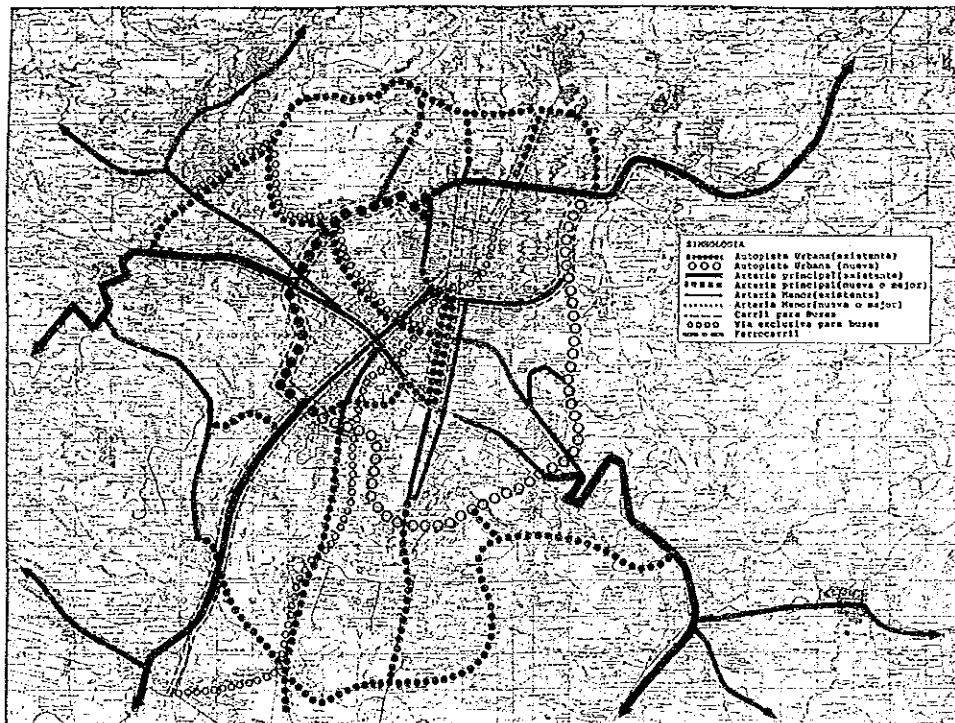 SIMBOLOGIA
Autopista Urbana(existente)
Autopista Urbana (nueva)
Arteria principal(existente)
Arteria principal(nueva o mejor)
Arteria Menor(existente)
Arteria Menor(nueva o mejor)
Carril para Buses
Via exclusiva para buses
Ferrocarril